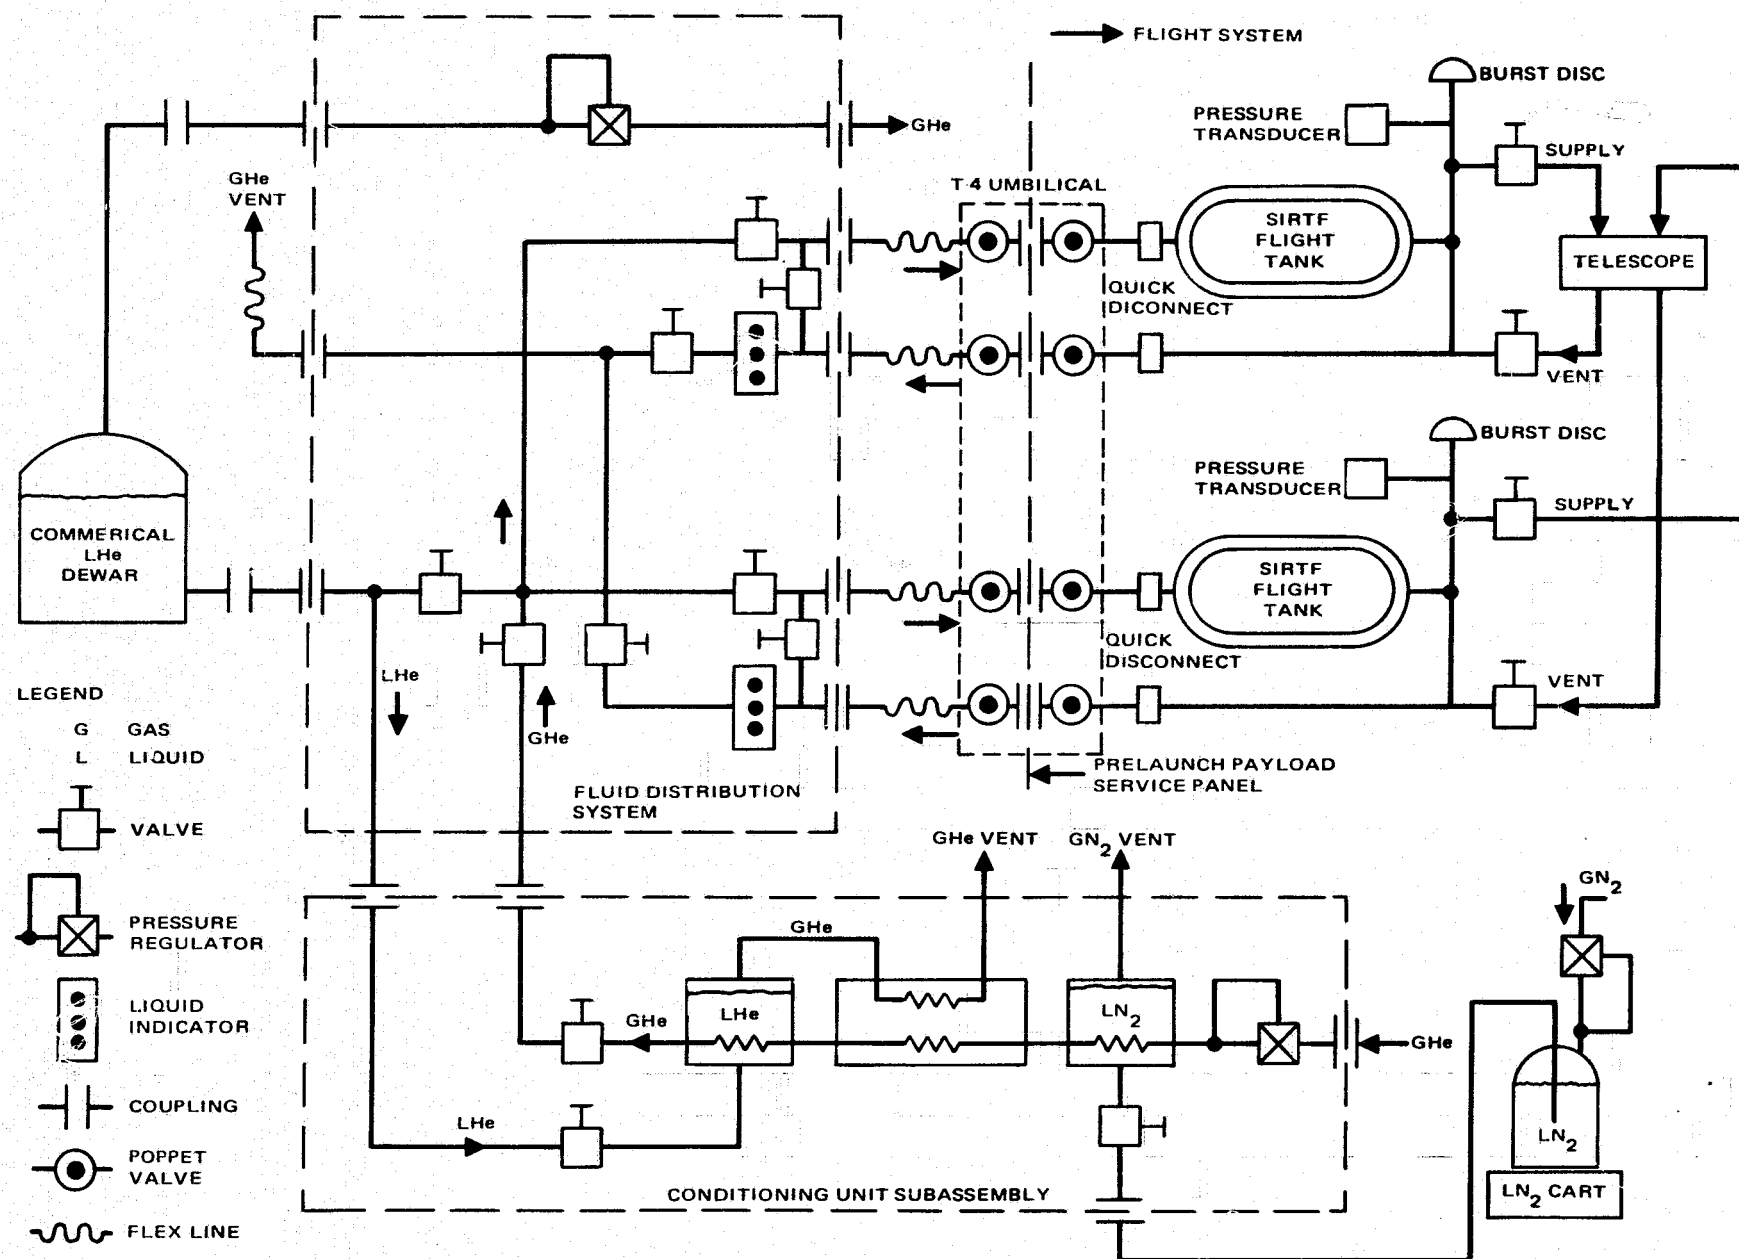 FLIGHT SYSTEM
BURST DISC
PRESSURE
TRANSDUCER
SUPPLY
GHe
GHe
VENT
T-4 UMBILICAL
SIRTF
FLIGHT
TANK
TELESCOPE
QUICK
DICONNECT
VENT
BURST DISC
PRESSURE
TRANSDUCER
SUPPLY
COMMERICAL
LHe
DEWAR
SIRTF
FLIGHT
TANK
QUICK
DISCONNECT
VENT
LHe
GHe
LEGEND
G GAS
L LIQUID
VALVE
PRESSURE
REGULATOR
LIQUID
INDICATOR
COUPLING
POPPET
VALVE
FLEX LINE
FLUID DISTRIBUTION
SYSTEM
PRELAUNCH PAYLOAD
SERVICE PANEL
GHe VENT
GN2 VENT
GN2
GHe
GHe
LHe
LN2
GHe
LHe
LN2
LN2 CART
CONDITIONING UNIT SUBASSEMBLY